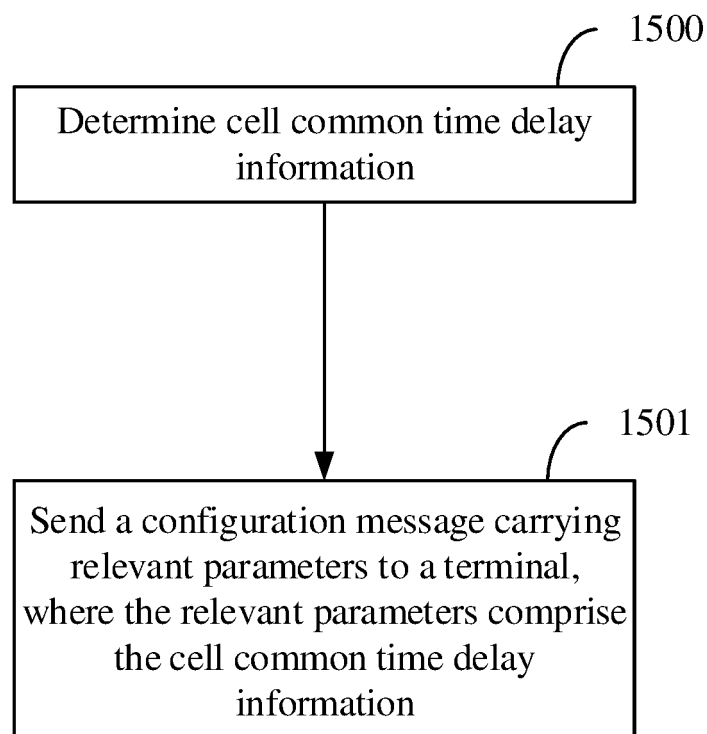 1500
Determine cell common time delay
information
1501
Send a configuration message carrying
relevant parameters to a terminal,
where the relevant parameters comprise
the cell common time delay
information